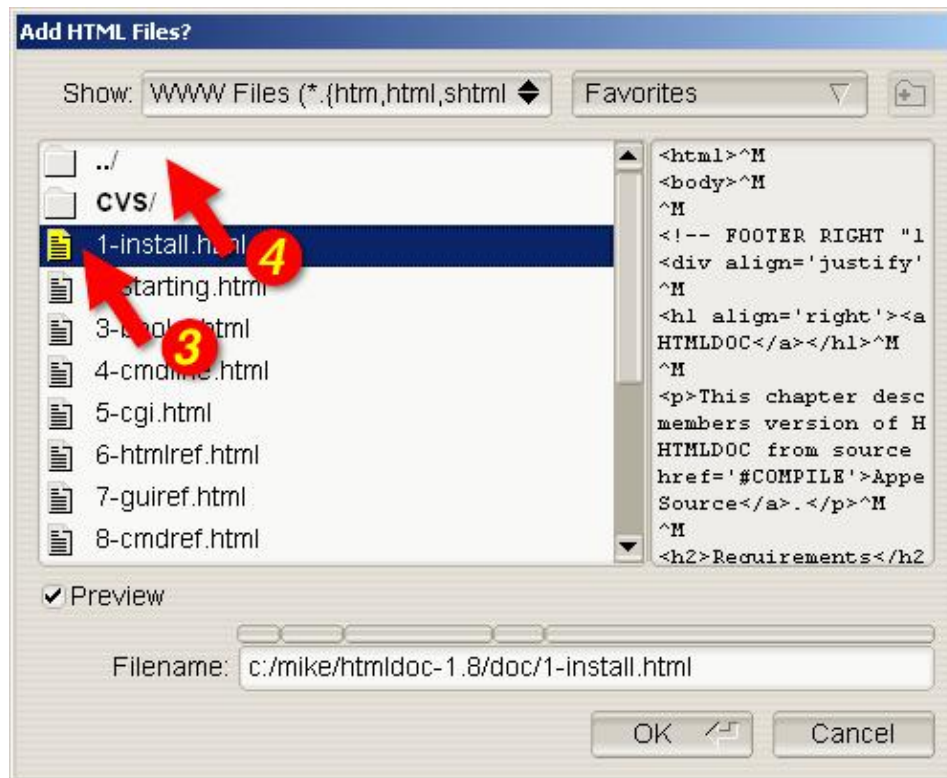 Add HTML Files?
Show: WWW Files (*.{htm,html,shtml Favorites
../
CVS/
1-install.html
4
starting.html
3
3-books.html
4-cmdline.html
5-cgi.html
6-htmlref.html
7-guiref.html
8-cmdref.html
<html>^M
<body>^M
^M
<!-- FOOTER RIGHT "1
<div align='justify'
^M
<h1 align='right'><a
HTMLDOC</a></h1>^M
^M
<p>This chapter desc
members version of H
HTMLDOC from source
href='#COMPILE'>Appe
Source</a>.</p>^M
^M
<h2>Requirements</h2
Preview
Filename: c:/mike/htmldoc-1.8/doc/1-install.html
OK Cancel